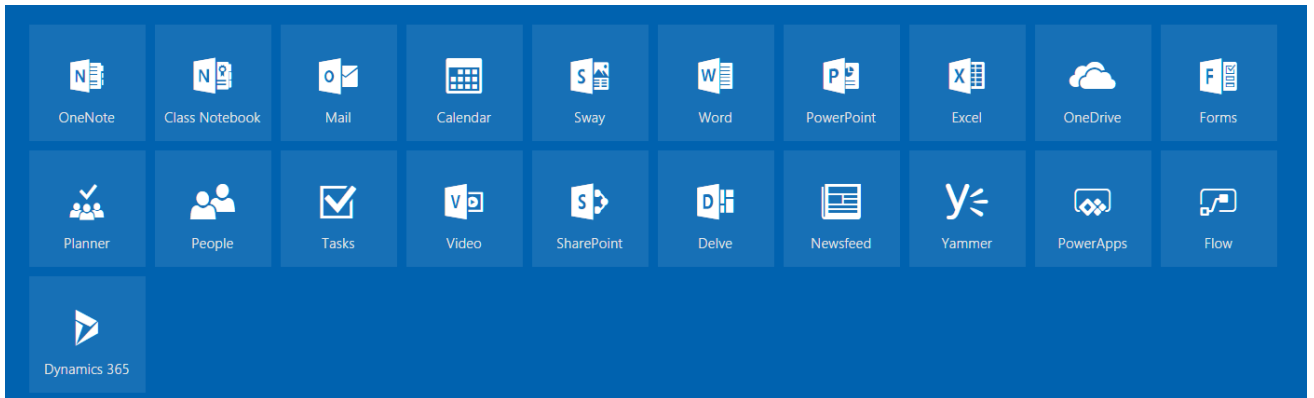 OneNote Class Notebook Mail Calendar Sway Word PowerPoint Excel OneDrive Forms
Planner People Tasks Video SharePoint Delve Newsfeed Yammer PowerApps Flow
Dynamics 365